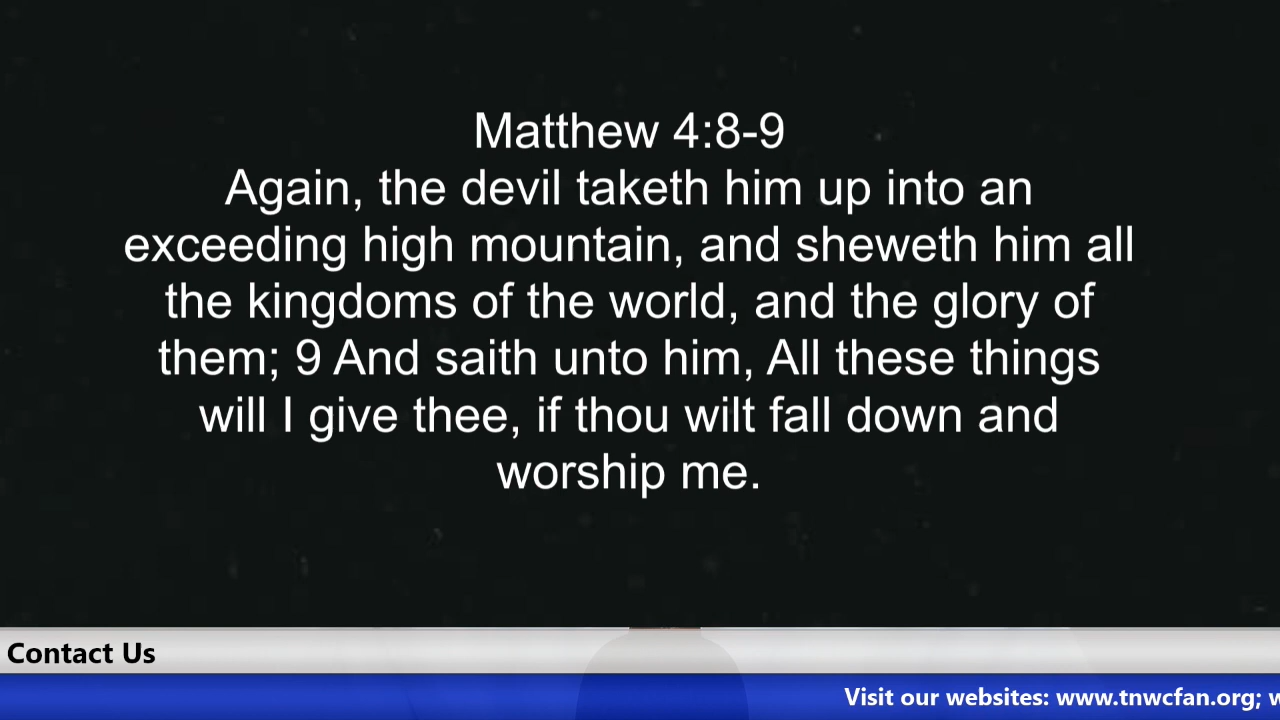 Matthew 4:8-9
Again, the devil taketh him up into an
exceeding high mountain, and sheweth him all
the kingdoms of the world, and the glory of
them; 9 And saith unto him, All these things
will I give thee, if thou wilt fall down and
worship me.
Contact Us
Visit our websites: www.tnwcfan.org;